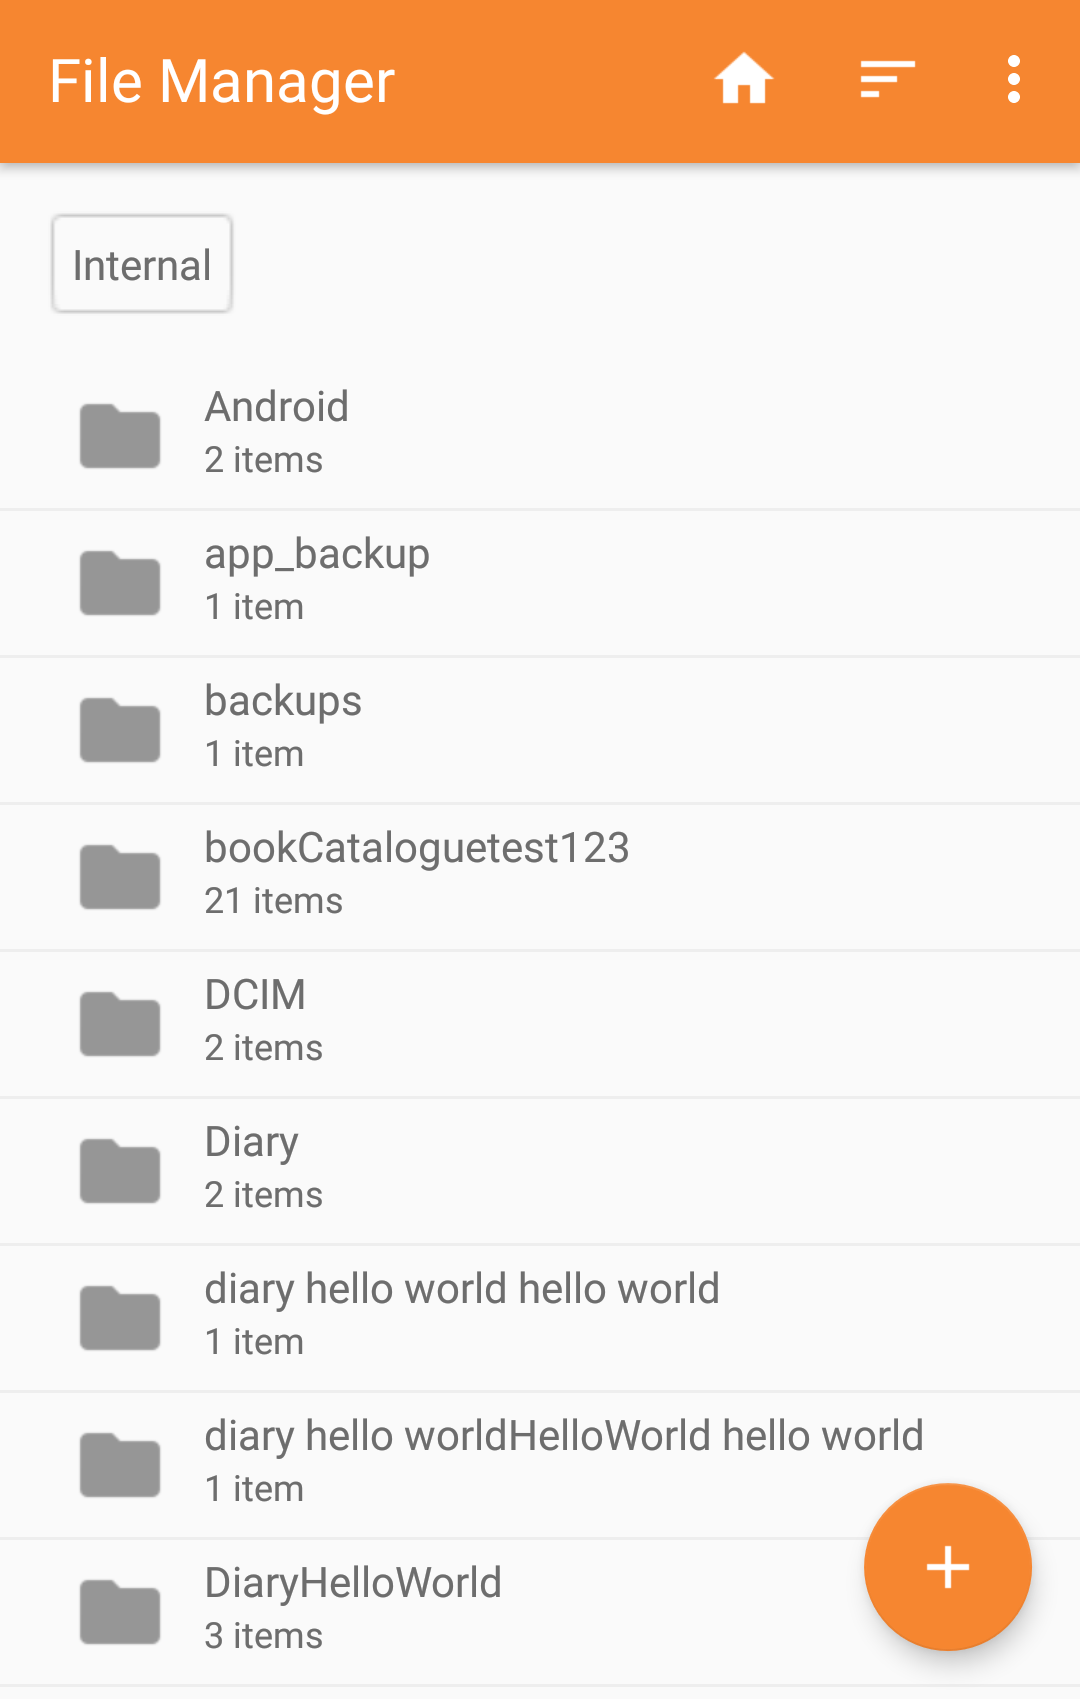 File Manager
Internal
Android
2 items
app_backup
1 item
backups
1 item
bookCataloguetest123
21 items
DCIM
2 items
Diary
2 items
diary hello world hello world
1 item
diary hello worldHelloWorld hello world
1 item
DiaryHelloWorld
3 items